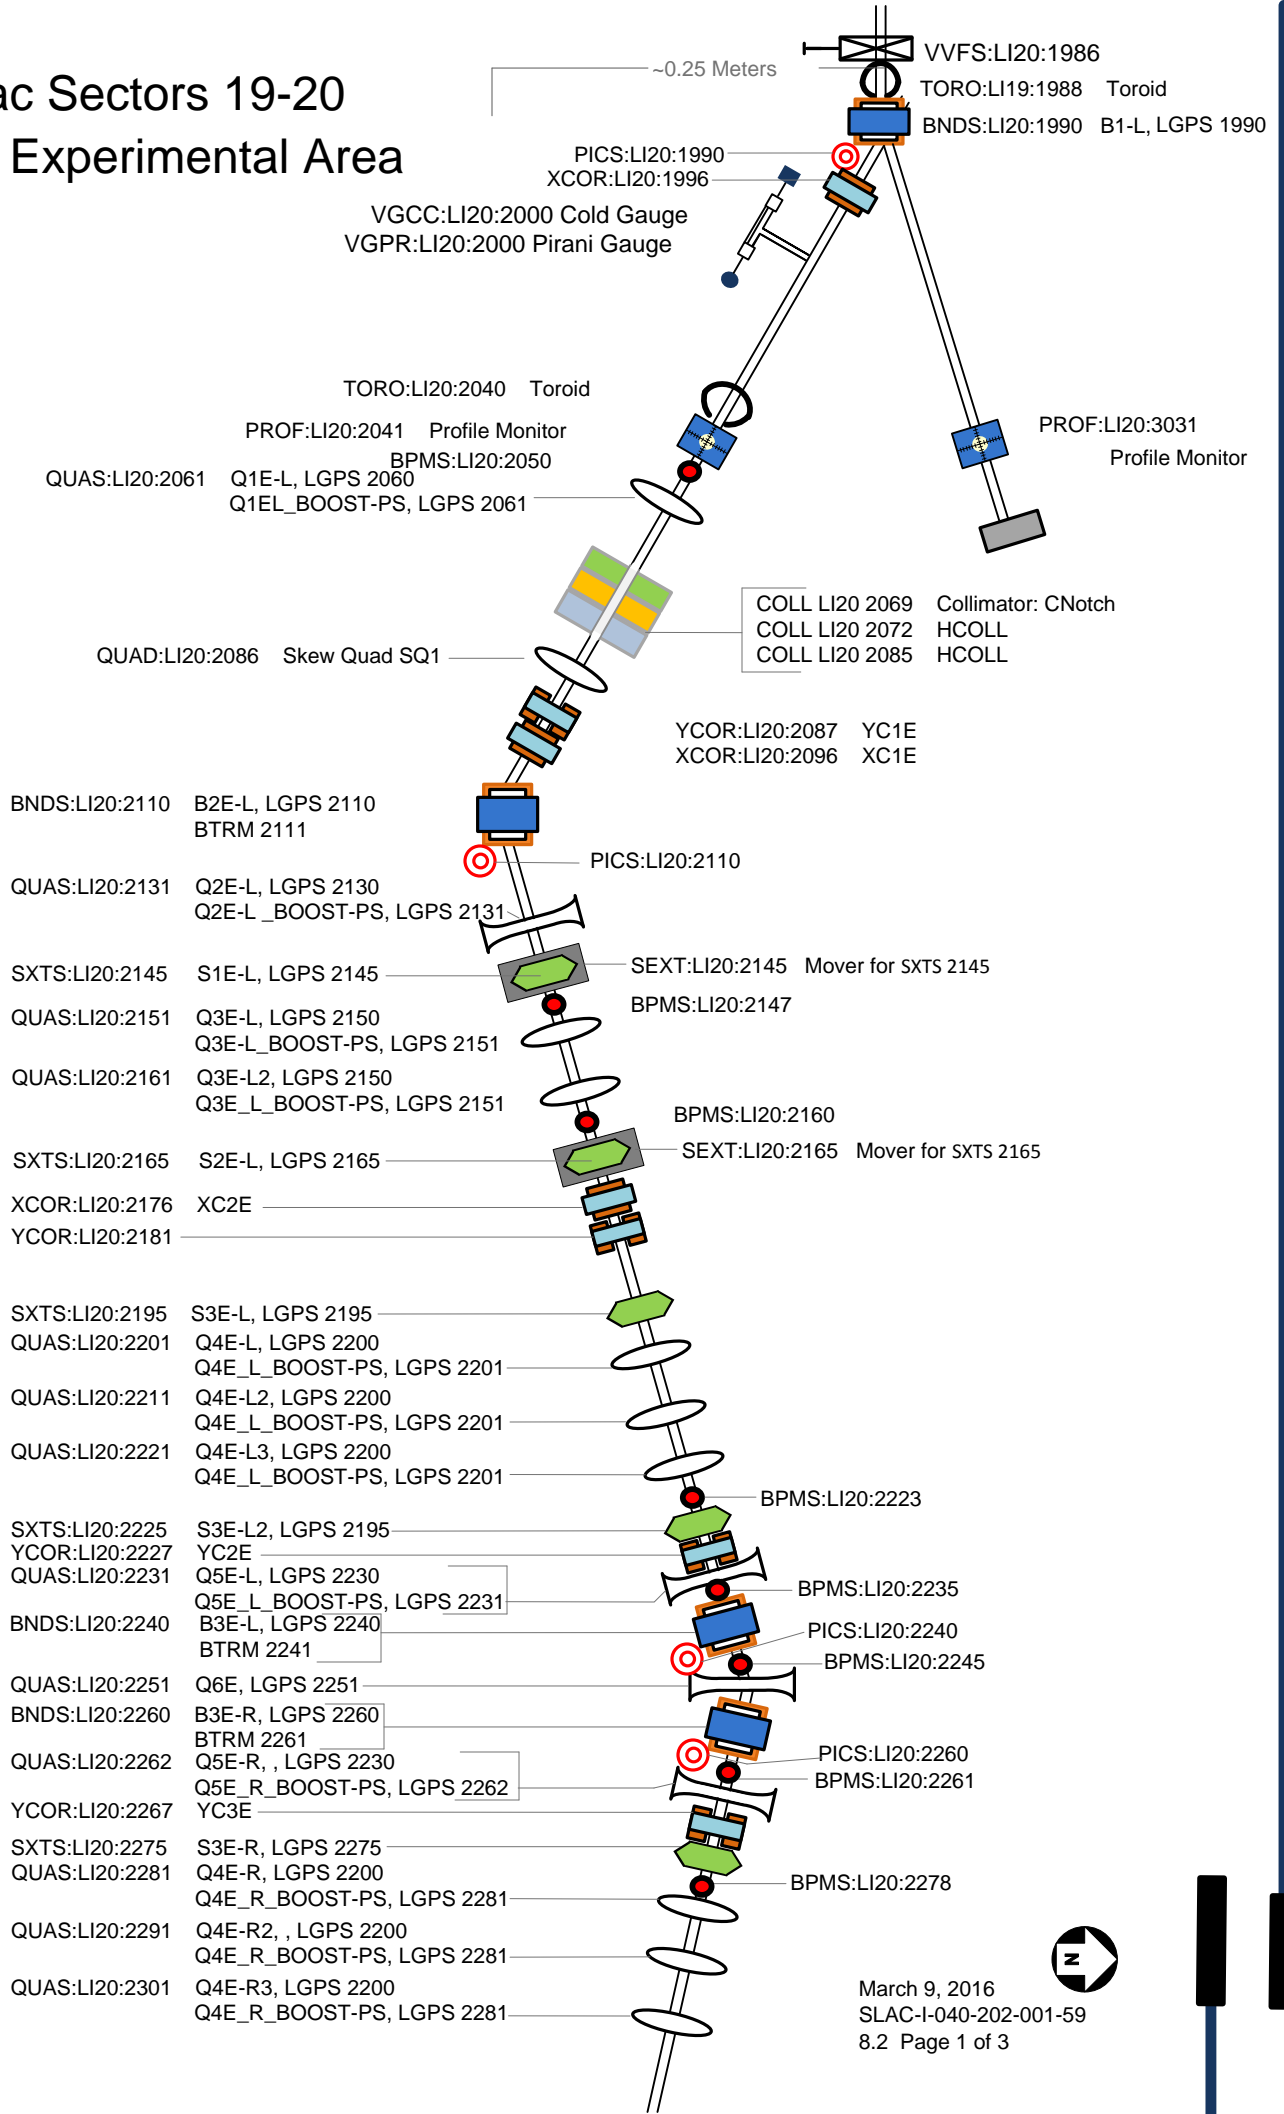 VVFS:LI20:1986
~0.25 Meters
ac Sectors 19-20
TORO:LI19:1988 Toroid
BNDS:LI20:1990 B1-L, LGPS 1990
Experimental Area
PICS:LI20:1990
XCOR:LI20:1996
VGCC:LI20:2000 Cold Gauge
VGPR:LI20:2000 Pirani Gauge
TORO:LI20:2040 Toroid
PROF:LI20:3031
Profile Monitor
PROF:LI20:2041 Profile Monitor
BPMS:LI20:2050
QUAS:LI20:2061 Q1E-L, LGPS 2060
Q1EL_BOOST-PS, LGPS 2061
COLL LI20 2069 Collimator: CNotch
COLL LI20 2072 HCOLL
COLL LI20 2085 HCOLL
QUAD:LI20:2086 Skew Quad SQ1
YCOR:LI20:2087 YC1E
XCOR:LI20:2096 XC1E
BNDS:LI20:2110 B2E-L, LGPS 2110
BTRM 2111
PICS:LI20:2110
QUAS:LI20:2131 Q2E-L, LGPS 2130
Q2E-L _BOOST-PS, LGPS 2131
SXTS:LI20:2145 S1E-L, LGPS 2145
SEXT:LI20:2145 Mover for SXTS 2145
BPMS:LI20:2147
QUAS:LI20:2151 Q3E-L, LGPS 2150
Q3E-L_BOOST-PS, LGPS 2151
QUAS:LI20:2161 Q3E-L2, LGPS 2150
Q3E_L_BOOST-PS, LGPS 2151
BPMS:LI20:2160
SEXT:LI20:2165 Mover for SXTS 2165
SXTS:LI20:2165 S2E-L, LGPS 2165
XCOR:LI20:2176 XC2E
YCOR:LI20:2181
SXTS:LI20:2195 S3E-L, LGPS 2195
QUAS:LI20:2201 Q4E-L, LGPS 2200
Q4E_L_BOOST-PS, LGPS 2201
QUAS:LI20:2211 Q4E-L2, LGPS 2200
Q4E_L_BOOST-PS, LGPS 2201
QUAS:LI20:2221 Q4E-L3, LGPS 2200
Q4E_L_BOOST-PS, LGPS 2201
BPMS:LI20:2223
SXTS:LI20:2225 S3E-L2, LGPS 2195
YCOR:LI20:2227 YC2E
QUAS:LI20:2231 Q5E-L, LGPS 2230
Q5E_L_BOOST-PS, LGPS 2231
BPMS:LI20:2235
BNDS:LI20:2240 B3E-L, LGPS 2240
BTRM 2241
PICS:LI20:2240
BPMS:LI20:2245
QUAS:LI20:2251 Q6E, LGPS 2251
BNDS:LI20:2260 B3E-R, LGPS 2260
BTRM 2261
PICS:LI20:2260
QUAS:LI20:2262 Q5E-R, , LGPS 2230
Q5E_R_BOOST-PS, LGPS 2262
BPMS:LI20:2261
YCOR:LI20:2267 YC3E
SXTS:LI20:2275 S3E-R, LGPS 2275
QUAS:LI20:2281 Q4E-R, LGPS 2200
Q4E_R_BOOST-PS, LGPS 2281
BPMS:LI20:2278
QUAS:LI20:2291 Q4E-R2, , LGPS 2200
Q4E_R_BOOST-PS, LGPS 2281
QUAS:LI20:2301 Q4E-R3, LGPS 2200
Q4E_R_BOOST-PS, LGPS 2281
N
March 9, 2016
SLAC-I-040-202-001-59
8.2 Page 1 of 3